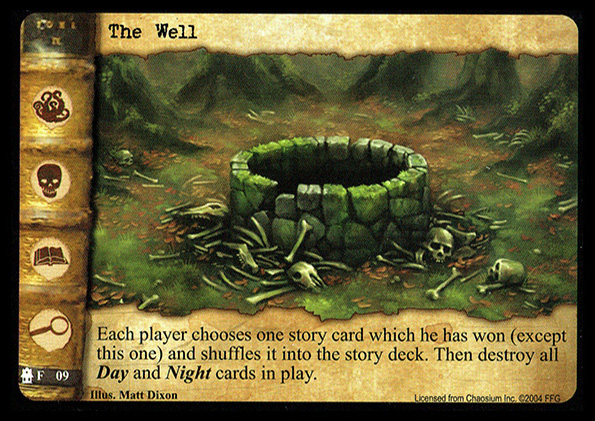 The Well
Each player chooses one story card which he has won (except
this one) and shuffles it into the story deck. Then destroy all
Day and Night cards in play.
F 09
Illus. Matt Dixon
Licensed from Chaosium Inc. ©2004 FFG